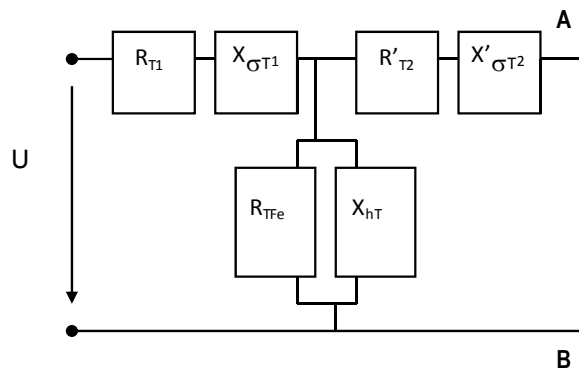 A
R_T1 X_σT1 R'_T2 X'_σT2
U
R_TFe X_hT
B